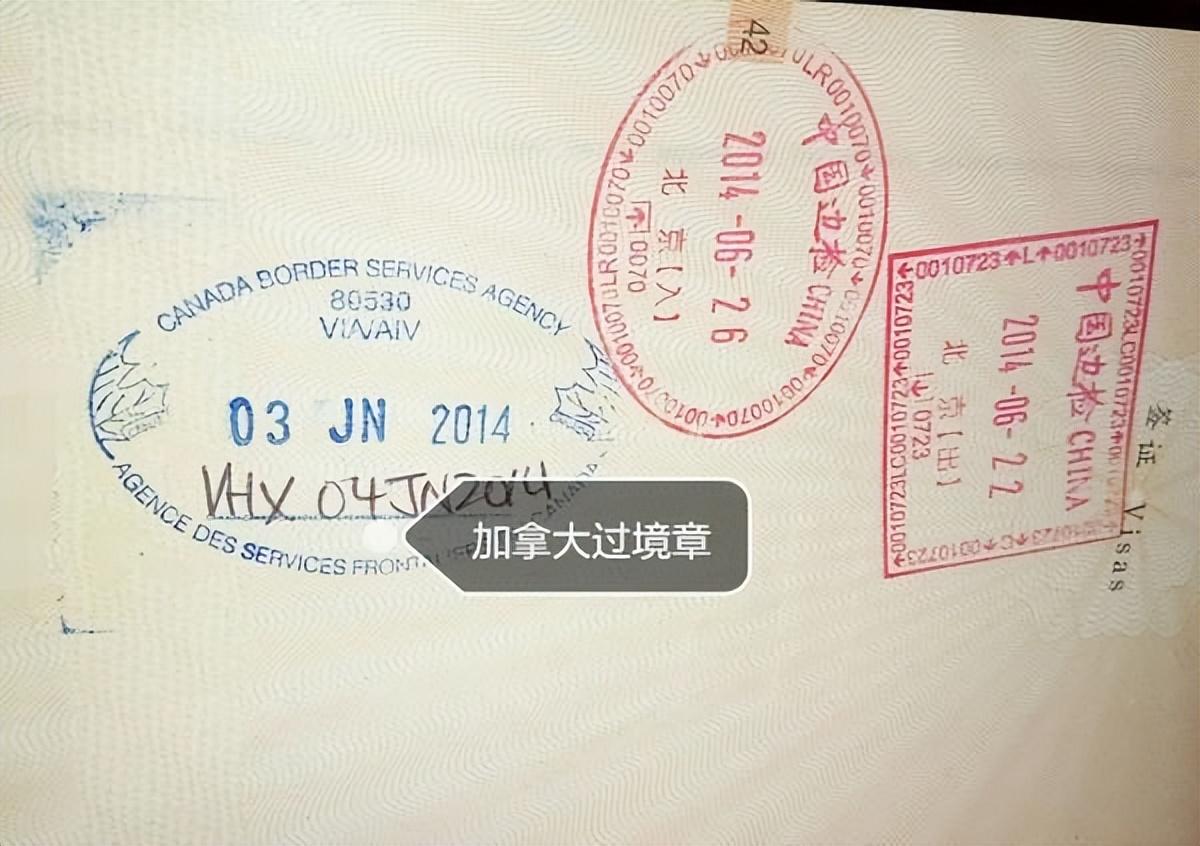 42
CANADA BORDER SERVICES AGENCY
80530
03 JN 2014
VHX 04JN2014
AGENCE DES SERVICES FRONT
CANADA
加拿大过境章
中国边检 CHINA
2014-06-26
北京【入】
0070
中国边检 CHINA
2014-06-22
北京【出】
0723
签证 Visas